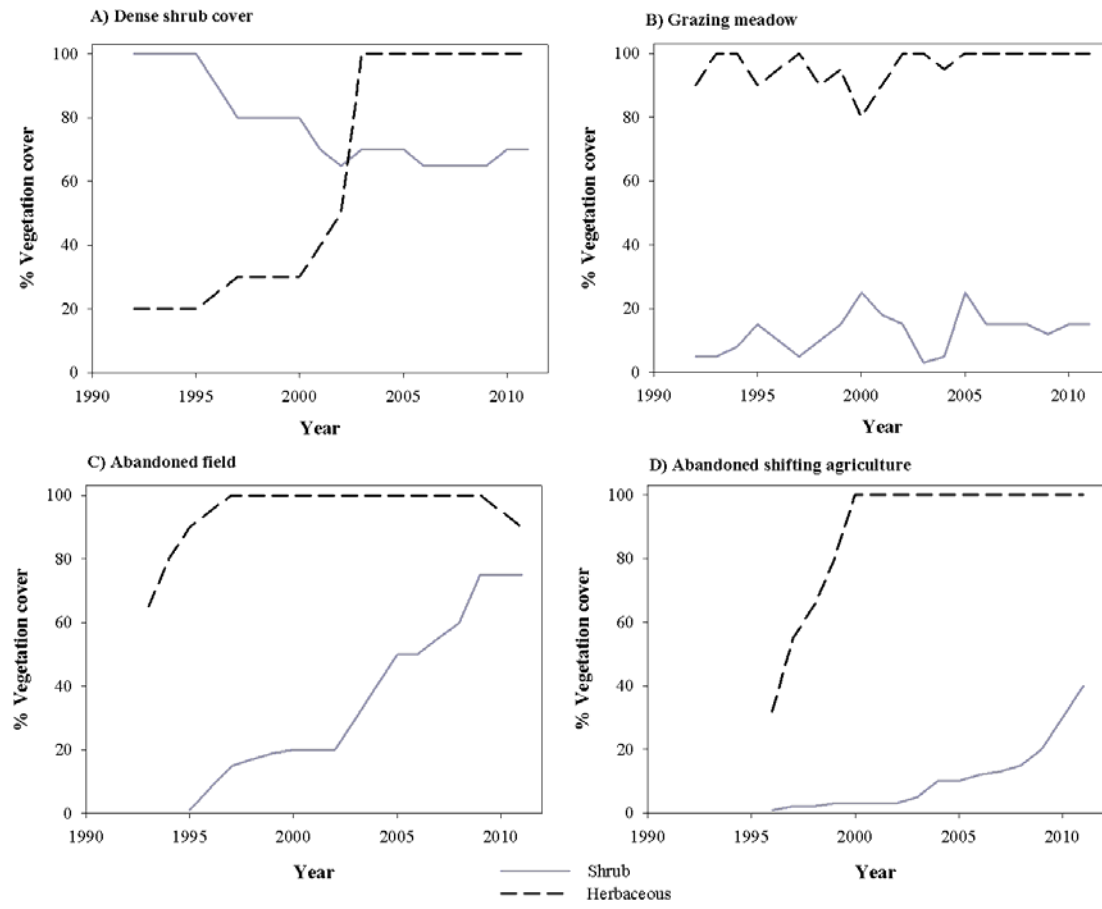 A) Dense shrub cover
% Vegetation cover
100
80
60
40
20
0
1990 1995 2000 2005 2010
Year
B) Grazing meadow
% Vegetation cover
100
80
60
40
20
0
1990 1995 2000 2005 2010
Year
C) Abandoned field
% Vegetation cover
100
80
60
40
20
0
1990 1995 2000 2005 2010
Year
D) Abandoned shifting agriculture
% Vegetation cover
100
80
60
40
20
0
1990 1995 2000 2005 2010
Year
Shrub
Herbaceous